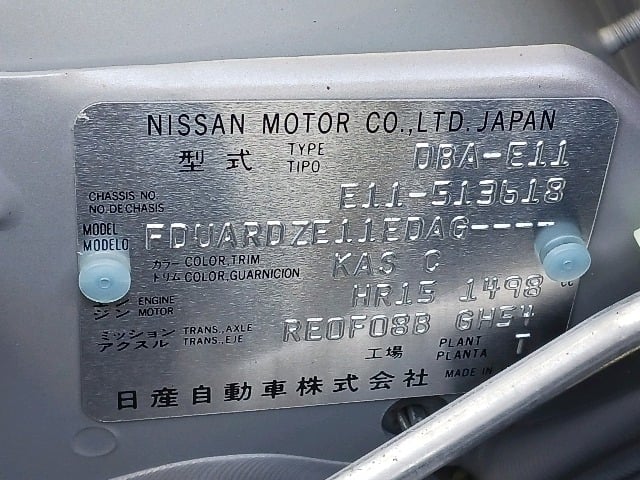 NISSAN MOTOR CO.,LTD. JAPAN
型式 TYPE TIPO DBA-E11
CHASSIS NO. NO. DE CHASIS E11-513618
MODEL MODELO FDUARDZE11EDAG----
カラー COLOR,TRIM トリム COLOR,GUARNICION KAS C
エンジン ENGINE MOTOR HR15 1498 cc
ミッション TRANS.,AXLE アクスル TRANS.,EJE RE0F08B GH54
工場 PLANT PLANTA T
MADE IN
日産自動車株式会社